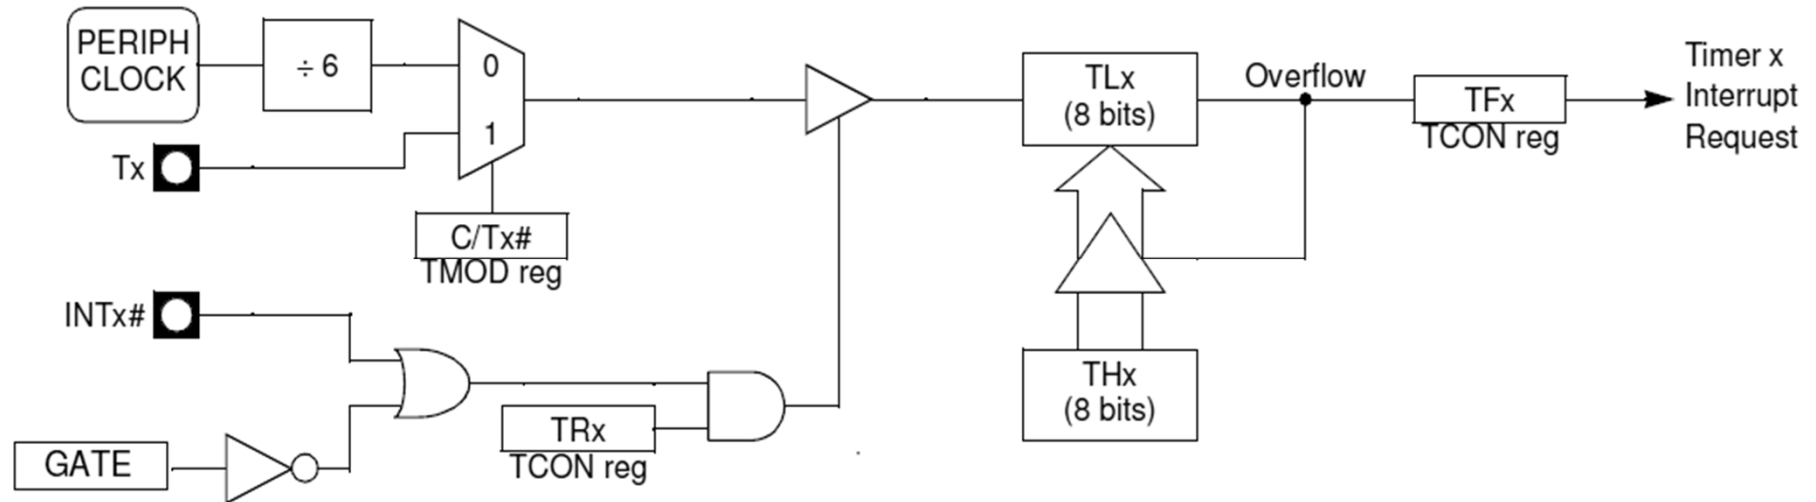 PERIPH
CLOCK
÷ 6
0
1
Tx
C/Tx#
TMOD reg
TLx
(8 bits)
Overflow
TFx
TCON reg
Timer x
Interrupt
Request
INTx#
GATE
TRx
TCON reg
THx
(8 bits)